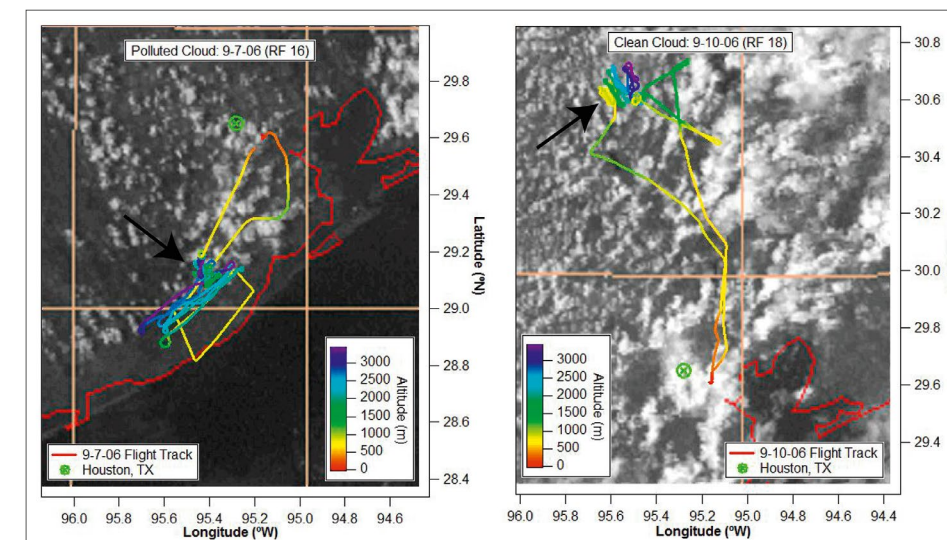 Polluted Cloud: 9-7-06 (RF 16)
29.8
29.6
29.4
29.2
29.0
28.8
28.6
28.4
Latitude (ºN)
3000
2500
2000
1500
1000
500
0
Altitude (m)
9-7-06 Flight Track
Houston, TX
96.0 95.8 95.6 95.4 95.2 95.0 94.8 94.6
Longitude (ºW)
Clean Cloud: 9-10-06 (RF 18)
30.8
30.6
30.4
30.2
30.0
29.8
29.6
29.4
3000
2500
2000
1500
1000
500
0
Altitude (m)
9-10-06 Flight Track
Houston, TX
96.0 95.8 95.6 95.4 95.2 95.0 94.8 94.6 94.4
Longitude (ºW)